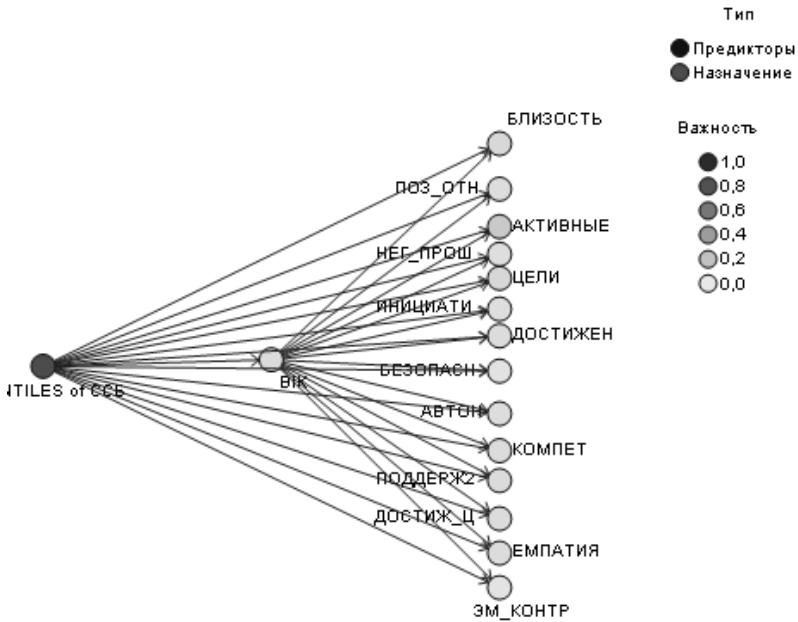 Тип
Предикторы
Назначение
Важность
1,0
0,8
0,6
0,4
0,2
0,0
БЛИЗОСТЬ
ПОЗ_ОТН
АКТИВНЫЕ
НЕГ_ПРОШ
ЦЕЛИ
ИНИЦИАТИ
ДОСТИЖЕН
БЕЗОПАСН
ВІК
NTILES of ССБ
АВТОН
КОМПЕТ
ПОДДЕРЖ2
ДОСТИЖ_Ц
ЕМПАТИЯ
ЭМ_КОНТР